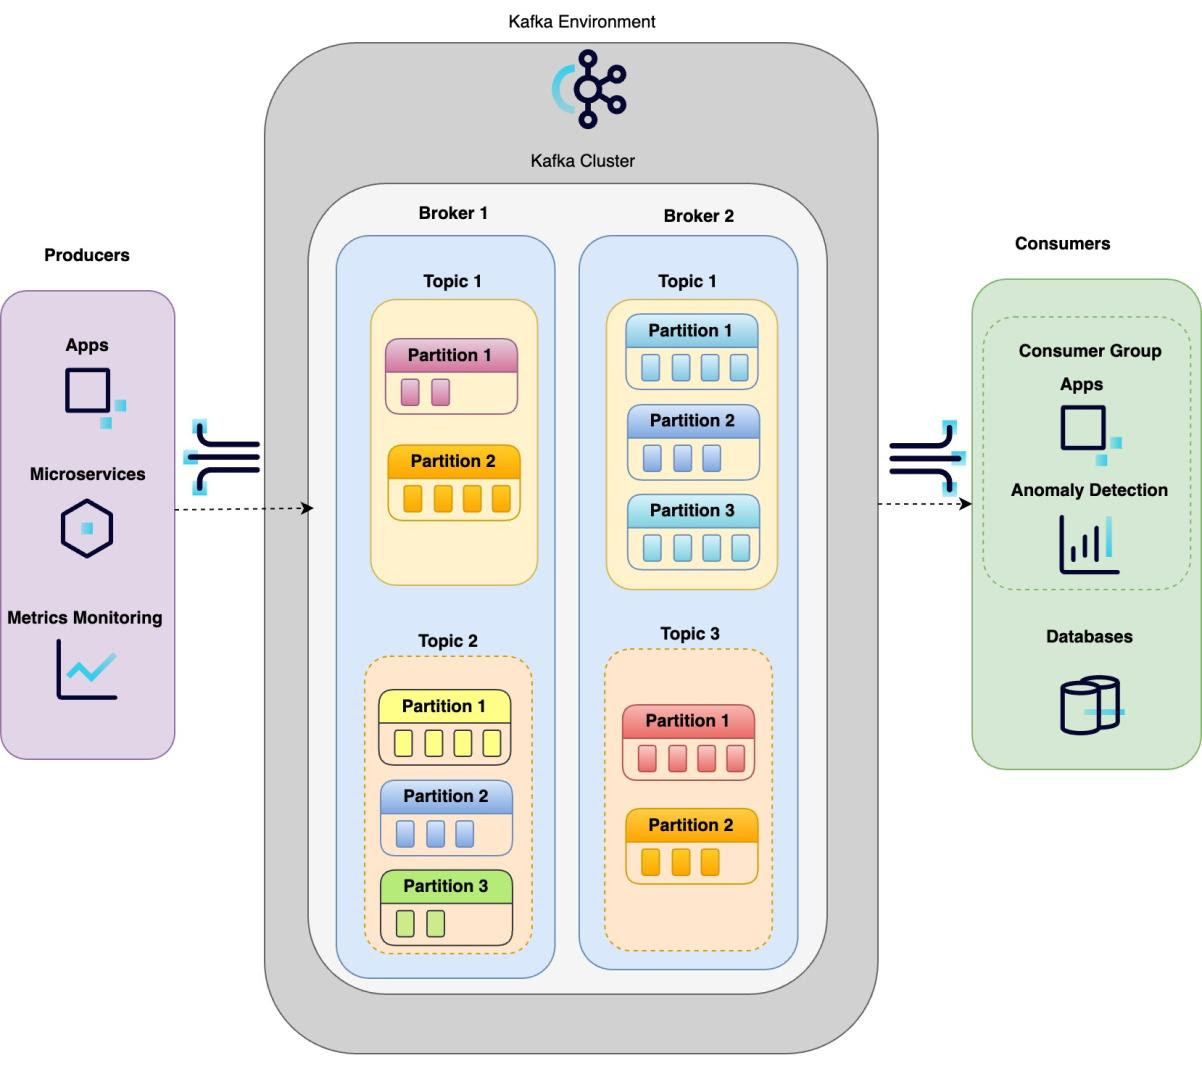 Kafka Environment
Kafka Cluster
Producers
Apps
Microservices
Metrics Monitoring
Broker 1
Topic 1
Partition 1
Partition 2
Topic 2
Partition 1
Partition 2
Partition 3
Broker 2
Topic 1
Partition 1
Partition 2
Partition 3
Topic 3
Partition 1
Partition 2
Consumers
Consumer Group
Apps
Anomaly Detection
Databases